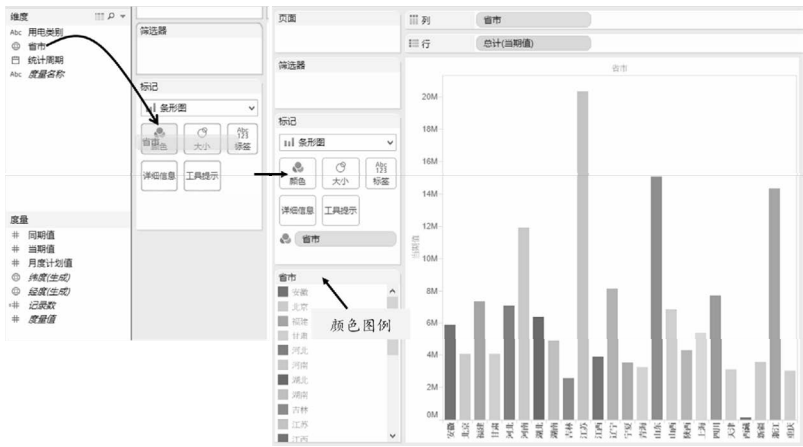 维度
Abc 用电类别
省市
统计周期
Abc 度量名称
度量
# 同期值
# 当期值
# 月度计划值
纬度(生成)
经度(生成)
=# 记录数
# 度量值
筛选器
标记
条形图
省市
颜色
大小
Abc
123
标签
详细信息
工具提示
页面
筛选器
标记
条形图
颜色
大小
Abc
123
标签
详细信息
工具提示
省市
省市
安徽
北京
福建
甘肃
河北
河南
湖北
湖南
吉林
江苏
江西
颜色图例
列
省市
行
总计(当期值)
省市
当期值
20M
18M
16M
14M
12M
10M
8M
6M
4M
2M
0M
安徽
北京
福建
甘肃
河北
河南
湖北
湖南
吉林
江苏
江西
辽宁
宁夏
青海
山东
山西
陕西
上海
四川
天津
西藏
新疆
浙江
重庆